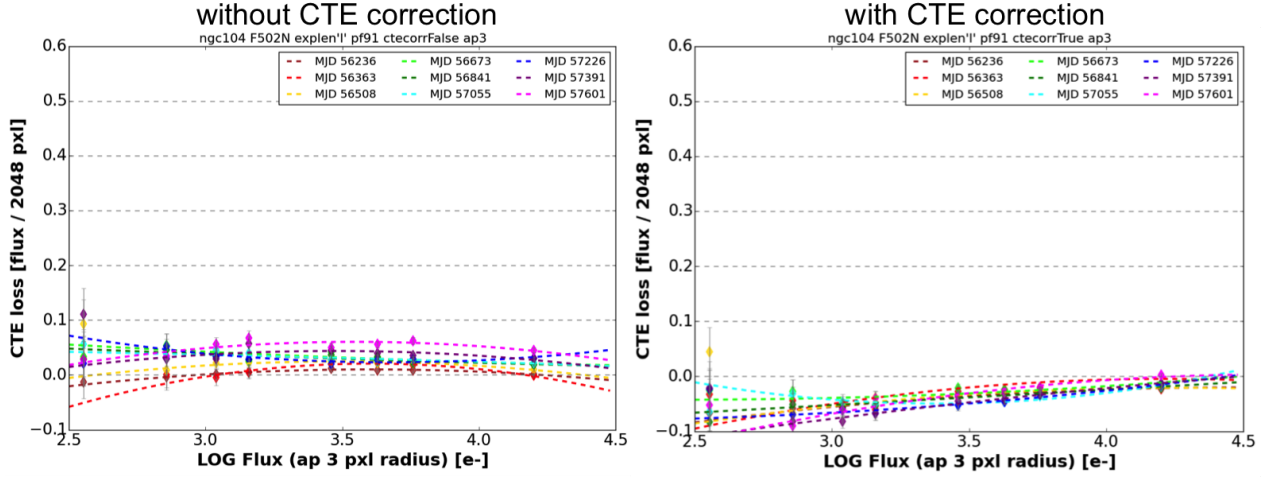 without CTE correction
ngc104 F502N explen'l' pf91 ctecorrFalse ap3
CTE loss [flux / 2048 pxl]
0.6
0.5
0.4
0.3
0.2
0.1
0.0
−0.1
MJD 56236 MJD 56673 MJD 57226
MJD 56363 MJD 56841 MJD 57391
MJD 56508 MJD 57055 MJD 57601
2.5 3.0 3.5 4.0 4.5
LOG Flux (ap 3 pxl radius) [e-]
with CTE correction
ngc104 F502N explen'l' pf91 ctecorrTrue ap3
CTE loss [flux / 2048 pxl]
0.6
0.5
0.4
0.3
0.2
0.1
0.0
−0.1
MJD 56236 MJD 56673 MJD 57226
MJD 56363 MJD 56841 MJD 57391
MJD 56508 MJD 57055 MJD 57601
2.5 3.0 3.5 4.0 4.5
LOG Flux (ap 3 pxl radius) [e-]